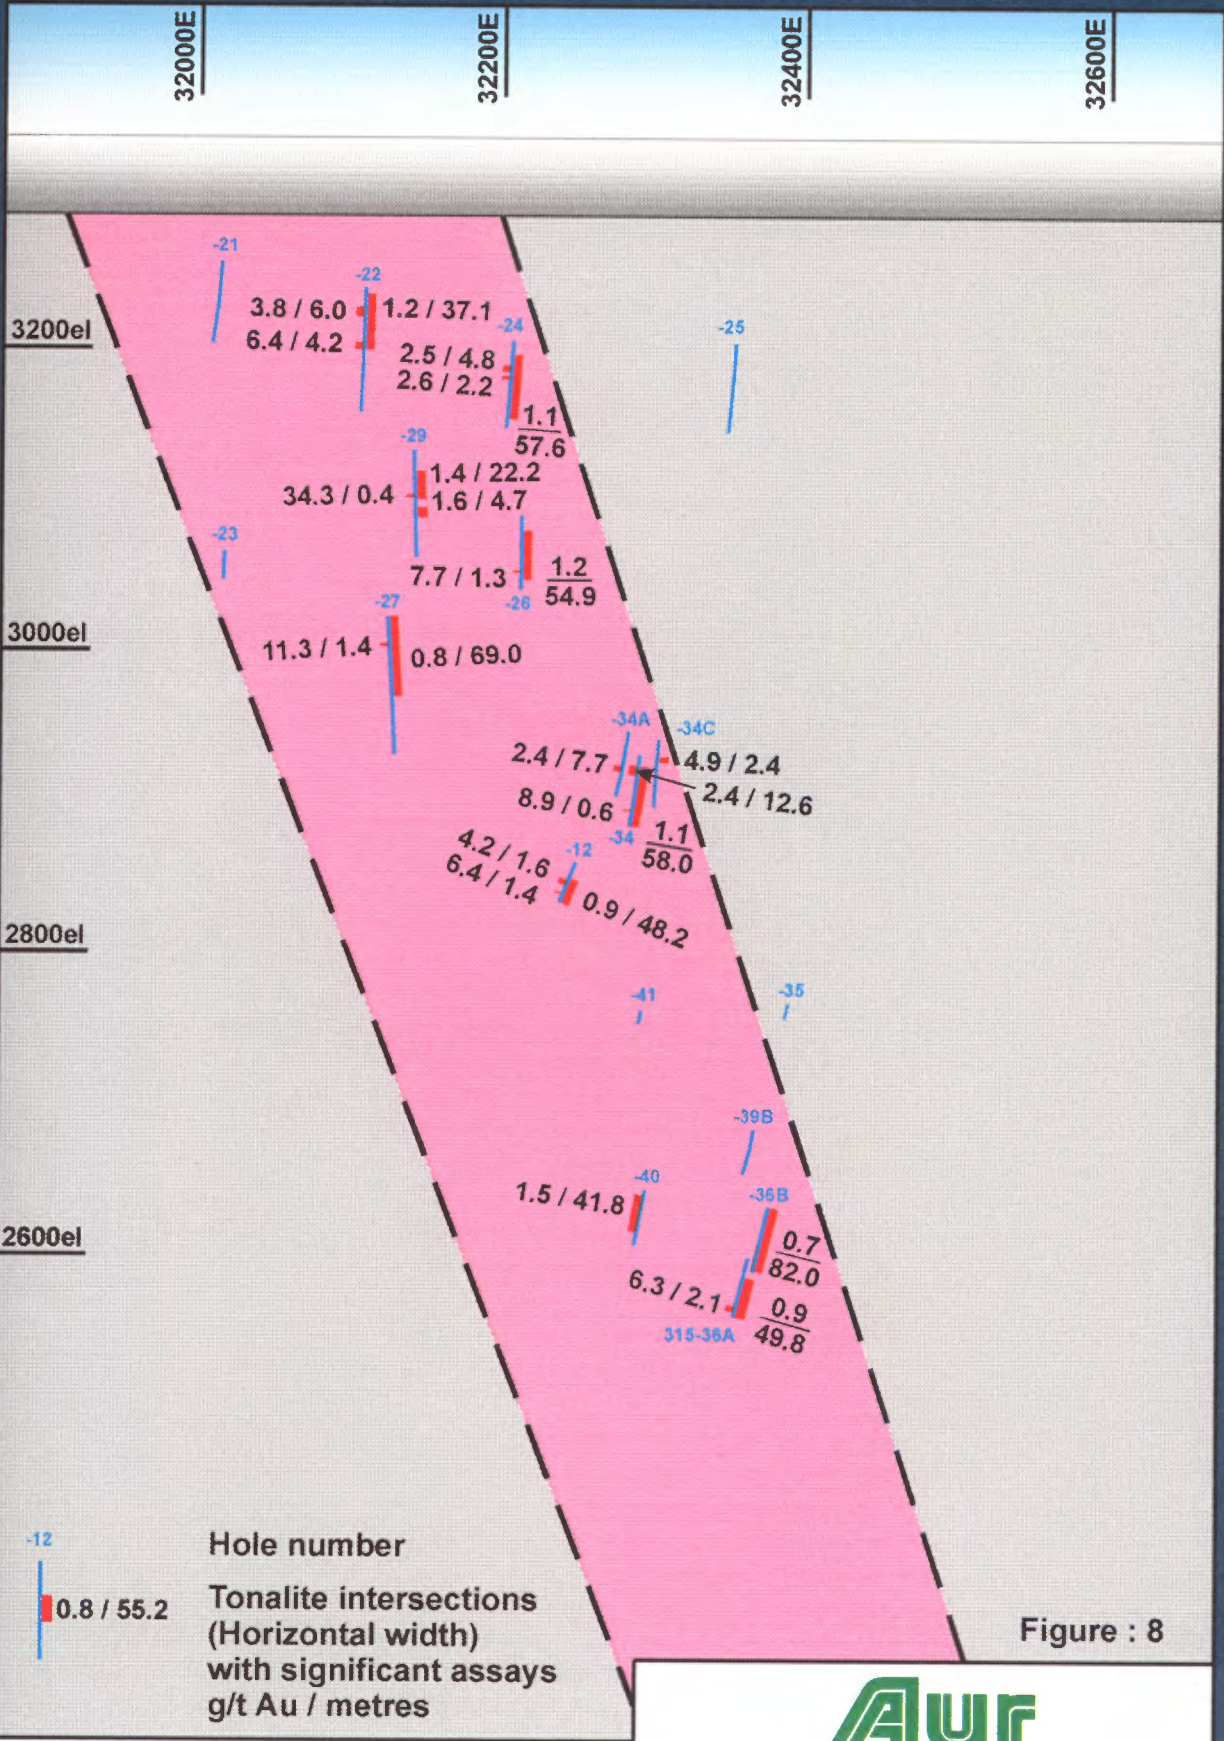 32000E
32200E
32400E
32600E
-21
-22
3.8 / 6.0
1.2 / 37.1
-24
-25
3200el
6.4 / 4.2
2.5 / 4.8
2.6 / 2.2
1.1
57.6
-29
1.4 / 22.2
34.3 / 0.4
1.6 / 4.7
-23
7.7 / 1.3
1.2
54.9
-27
-26
3000el
11.3 / 1.4
0.8 / 69.0
-34A
-34C
2.4 / 7.7
4.9 / 2.4
2.4 / 12.6
8.9 / 0.6
-34
1.1
58.0
4.2 / 1.6
-12
6.4 / 1.4
0.9 / 48.2
2800el
-41
-35
-39B
-40
1.5 / 41.8
-36B
2600el
0.7
82.0
6.3 / 2.1
0.9
49.8
315-36A
-12
Hole number
0.8 / 55.2
Tonalite intersections
(Horizontal width)
with significant assays
g/t Au / metres
Figure : 8
Aur